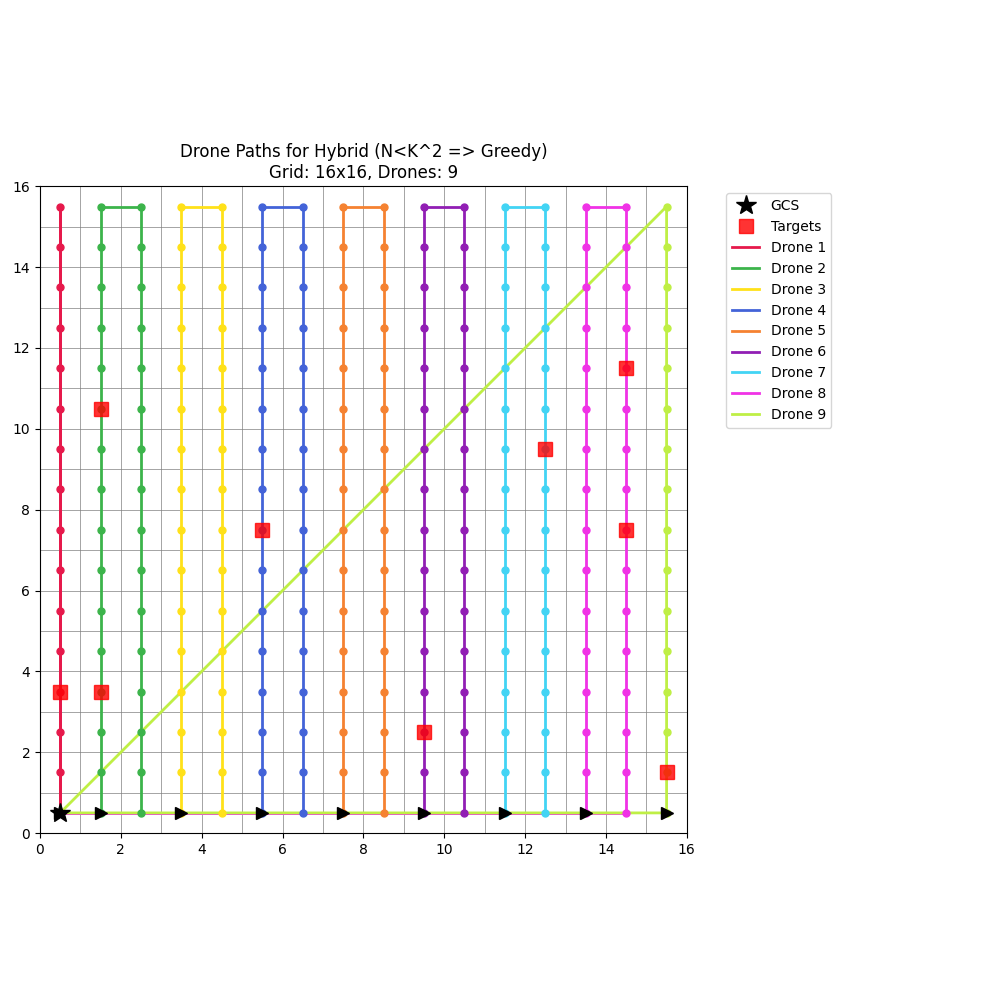 Drone Paths for Hybrid (N<K^2 => Greedy)
Grid: 16x16, Drones: 9
16
14
12
10
8
6
4
2
0
0 2 4 6 8 10 12 14 16
GCS
Targets
Drone 1
Drone 2
Drone 3
Drone 4
Drone 5
Drone 6
Drone 7
Drone 8
Drone 9